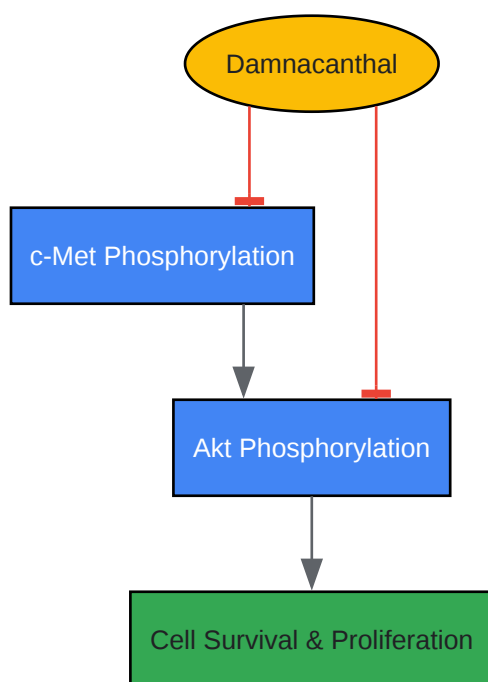 Damnacanthal
c-Met Phosphorylation
Akt Phosphorylation
Cell Survival & Proliferation